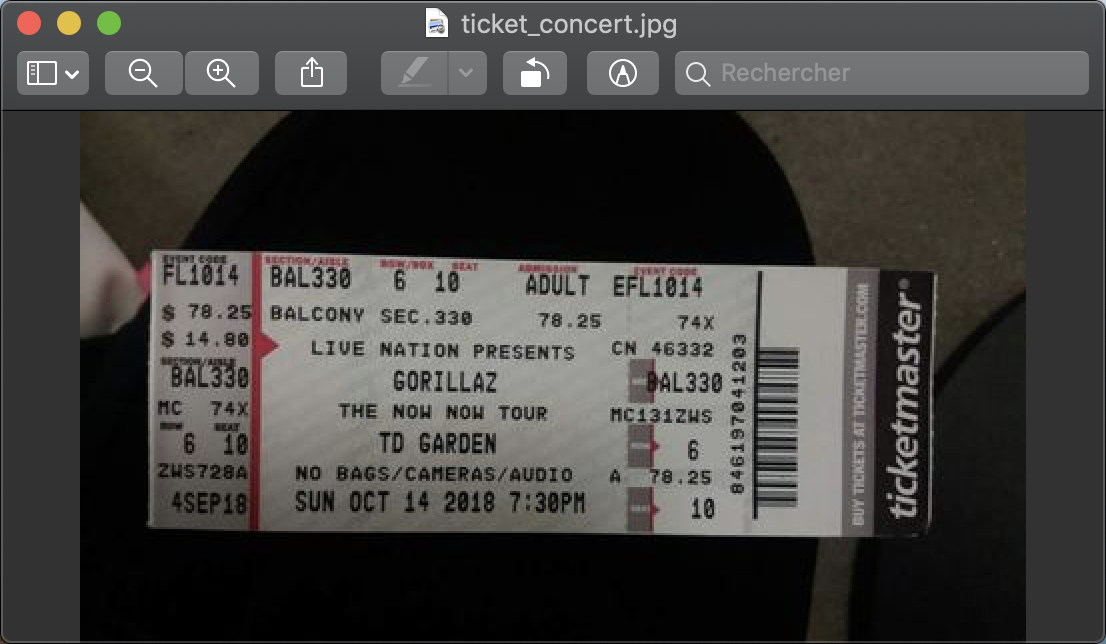 ticket_concert.jpg
Rechercher
EVENT CODE
FL1014
$ 78.25
$ 14.80
SECTION/AISLE
BAL330
MC 74X
ROW SEAT
6 10
ZWS728A
4SEP18
SECTION/AISLE ROW/BOX SEAT ADMISSION EVENT CODE
BAL330 6 10 ADULT EFL1014
BALCONY SEC.330 78.25 74X
LIVE NATION PRESENTS CN 46332
GORILLAZ BAL330
THE NOW NOW TOUR MC131ZWS
TD GARDEN 6
NO BAGS/CAMERAS/AUDIO A 78.25
SUN OCT 14 2018 7:30PM 10
846197041203
BUY TICKETS AT TICKETMASTER.COM
ticketmaster®